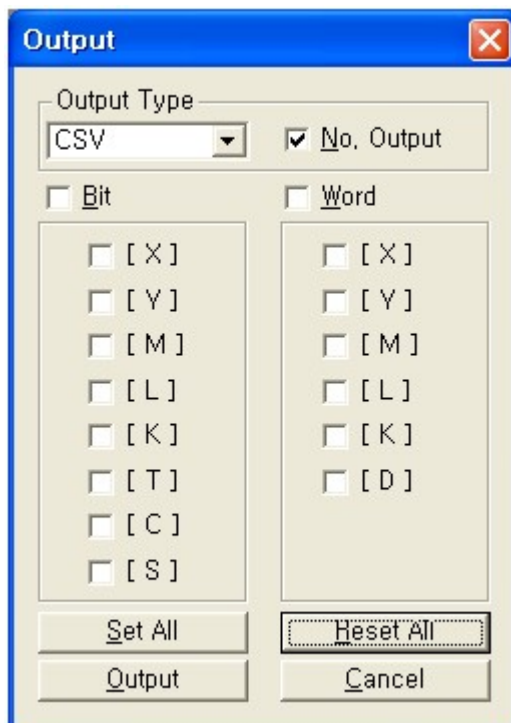 Output
Output Type
CSV
No. Output
Bit
Word
[ X ]
[ Y ]
[ M ]
[ L ]
[ K ]
[ T ]
[ C ]
[ S ]
[ X ]
[ Y ]
[ M ]
[ L ]
[ K ]
[ D ]
Set All
Reset All
Output
Cancel